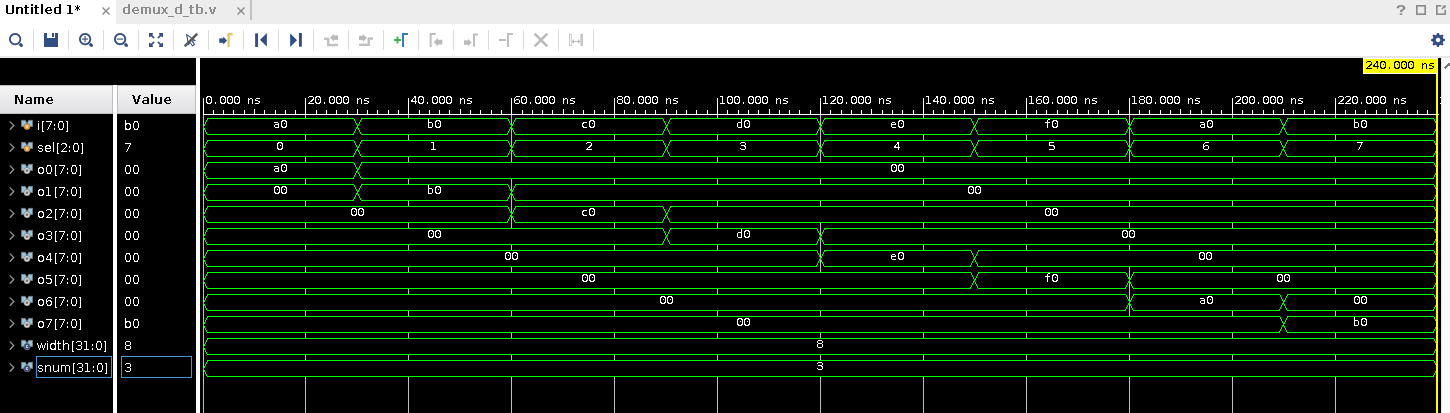 Untitled 1* × demux_d_tb.v × ?
240.000 ns
Name Value 0.000 ns 20.000 ns 40.000 ns 60.000 ns 80.000 ns 100.000 ns 120.000 ns 140.000 ns 160.000 ns 180.000 ns 200.000 ns 220.000 ns
i[7:0] b0 a0 b0 c0 d0 e0 f0 a0 b0
sel[2:0] 7 0 1 2 3 4 5 6 7
o0[7:0] 00 a0 00
o1[7:0] 00 00 b0 00
o2[7:0] 00 00 c0 00
o3[7:0] 00 00 d0 00
o4[7:0] 00 00 e0 00
o5[7:0] 00 00 f0 00
o6[7:0] 00 00 a0 00
o7[7:0] b0 00 b0
width[31:0] 8 8
snum[31:0] 3 3